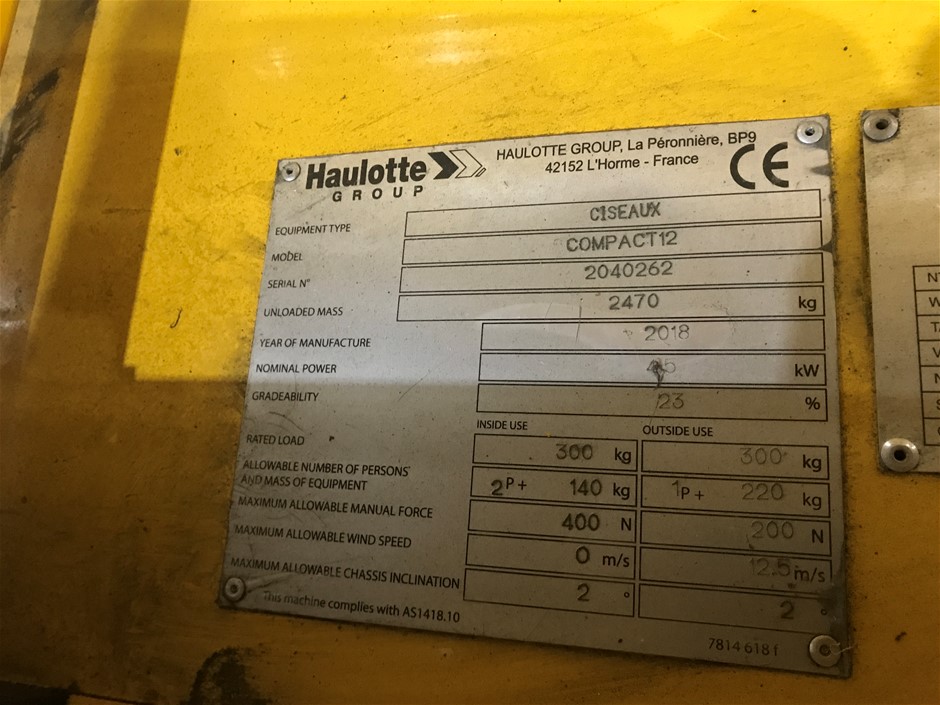 Haulotte
GROUP
HAULOTTE GROUP, La Péronnière, BP9
42152 L'Horme - France
CE
EQUIPMENT TYPE CISEAUX
MODEL COMPACT12
SERIAL N° 2040262
UNLOADED MASS 2470 kg
YEAR OF MANUFACTURE 2018
NOMINAL POWER kW
GRADEABILITY 23 %
INSIDE USE OUTSIDE USE
RATED LOAD 300 kg 300 kg
ALLOWABLE NUMBER OF PERSONS
AND MASS OF EQUIPMENT 2P+ 140 kg 1P+ 220 kg
MAXIMUM ALLOWABLE MANUAL FORCE 400 N 200 N
MAXIMUM ALLOWABLE WIND SPEED 0 m/s 12.5 m/s
MAXIMUM ALLOWABLE CHASSIS INCLINATION 2 ° 2 °
This machine complies with AS1418.10
7814 618 f